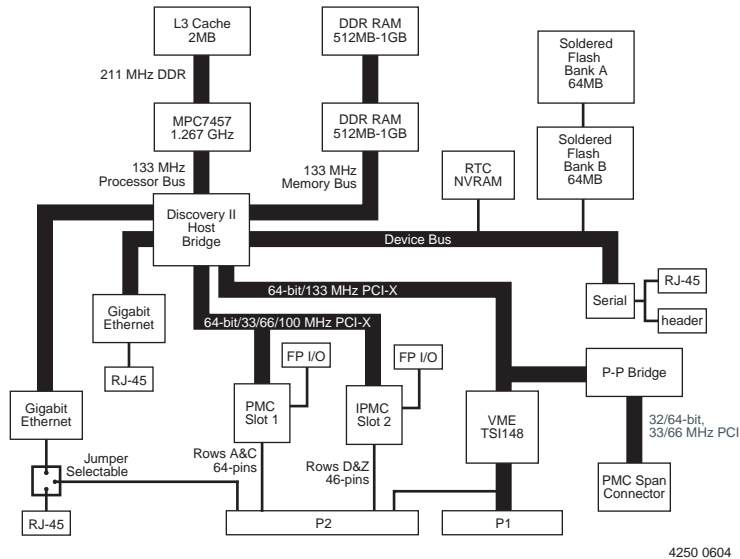 L3 Cache
2MB
DDR RAM
512MB-1GB
Soldered
Flash
Bank A
64MB
211 MHz DDR
MPC7457
1.267 GHz
DDR RAM
512MB-1GB
Soldered
Flash
Bank B
64MB
133 MHz
Processor Bus
133 MHz
Memory Bus
RTC
NVRAM
Discovery II
Host
Bridge
Device Bus
64-bit/133 MHz PCI-X
Serial
RJ-45
header
Gigabit
Ethernet
64-bit/33/66/100 MHz PCI-X
RJ-45
FP I/O
FP I/O
P-P Bridge
Gigabit
Ethernet
PMC
Slot 1
IPMC
Slot 2
VME
TSI148
32/64-bit,
33/66 MHz PCI
Jumper
Selectable
Rows A&C
64-pins
Rows D&Z
46-pins
PMC Span
Connector
RJ-45
P2
P1
4250 0604